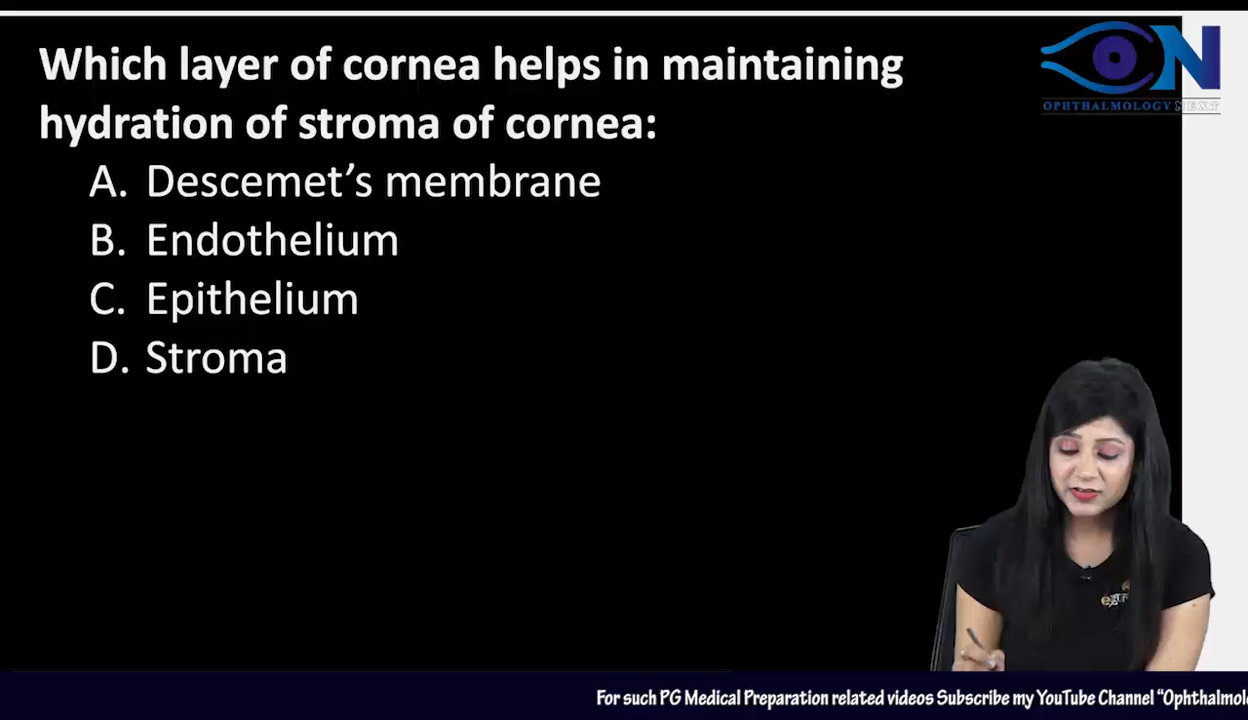 Which layer of cornea helps in maintaining
hydration of stroma of cornea:
A. Descemet’s membrane
B. Endothelium
C. Epithelium
D. Stroma
ON
OPHTHALMOLOGY NEXT
For such PG Medical Preparation related videos Subscribe my YouTube Channel “Ophthalmol